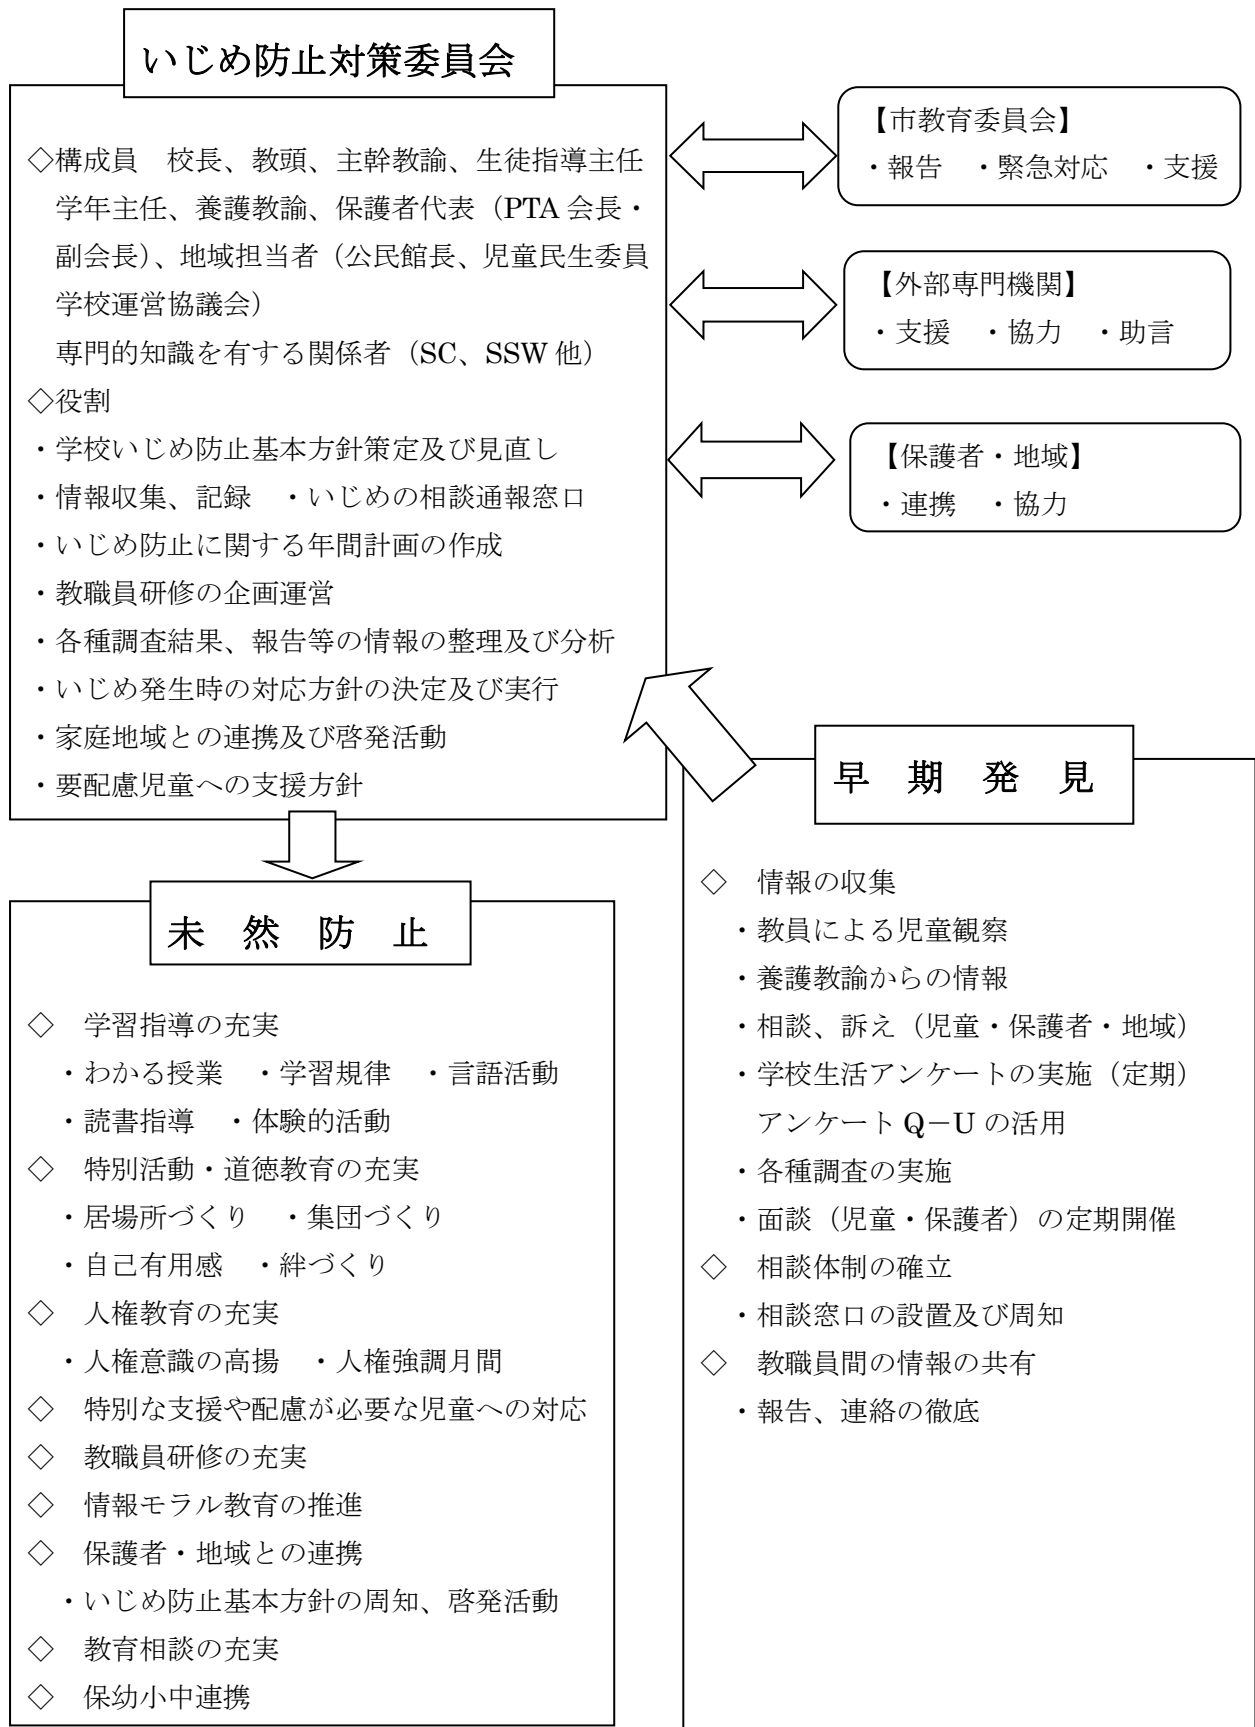 いじめ防止対策委員会
◇構成員　校長、教頭、主幹教諭、生徒指導主任
学年主任、養護教諭、保護者代表（PTA 会長・
副会長）、地域担当者（公民館長、児童民生委員
学校運営協議会）
専門的知識を有する関係者（SC、SSW 他）
◇役割
・学校いじめ防止基本方針策定及び見直し
・情報収集、記録　・いじめの相談通報窓口
・いじめ防止に関する年間計画の作成
・教職員研修の企画運営
・各種調査結果、報告等の情報の整理及び分析
・いじめ発生時の対応方針の決定及び実行
・家庭地域との連携及び啓発活動
・要配慮児童への支援方針
【市教育委員会】
・報告　・緊急対応　・支援
【外部専門機関】
・支援　・協力　・助言
【保護者・地域】
・連携　・協力
未　然　防　止
◇　学習指導の充実
・わかる授業　・学習規律　・言語活動
・読書指導　・体験的活動
◇　特別活動・道徳教育の充実
・居場所づくり　・集団づくり
・自己有用感　・絆づくり
◇　人権教育の充実
・人権意識の高揚　・人権強調月間
◇　特別な支援や配慮が必要な児童への対応
◇　教職員研修の充実
◇　情報モラル教育の推進
◇　保護者・地域との連携
・いじめ防止基本方針の周知、啓発活動
◇　教育相談の充実
◇　保幼小中連携
早　期　発　見
◇　情報の収集
・教員による児童観察
・養護教諭からの情報
・相談、訴え（児童・保護者・地域）
・学校生活アンケートの実施（定期）
アンケート Q－U の活用
・各種調査の実施
・面談（児童・保護者）の定期開催
◇　相談体制の確立
・相談窓口の設置及び周知
◇　教職員間の情報の共有
・報告、連絡の徹底